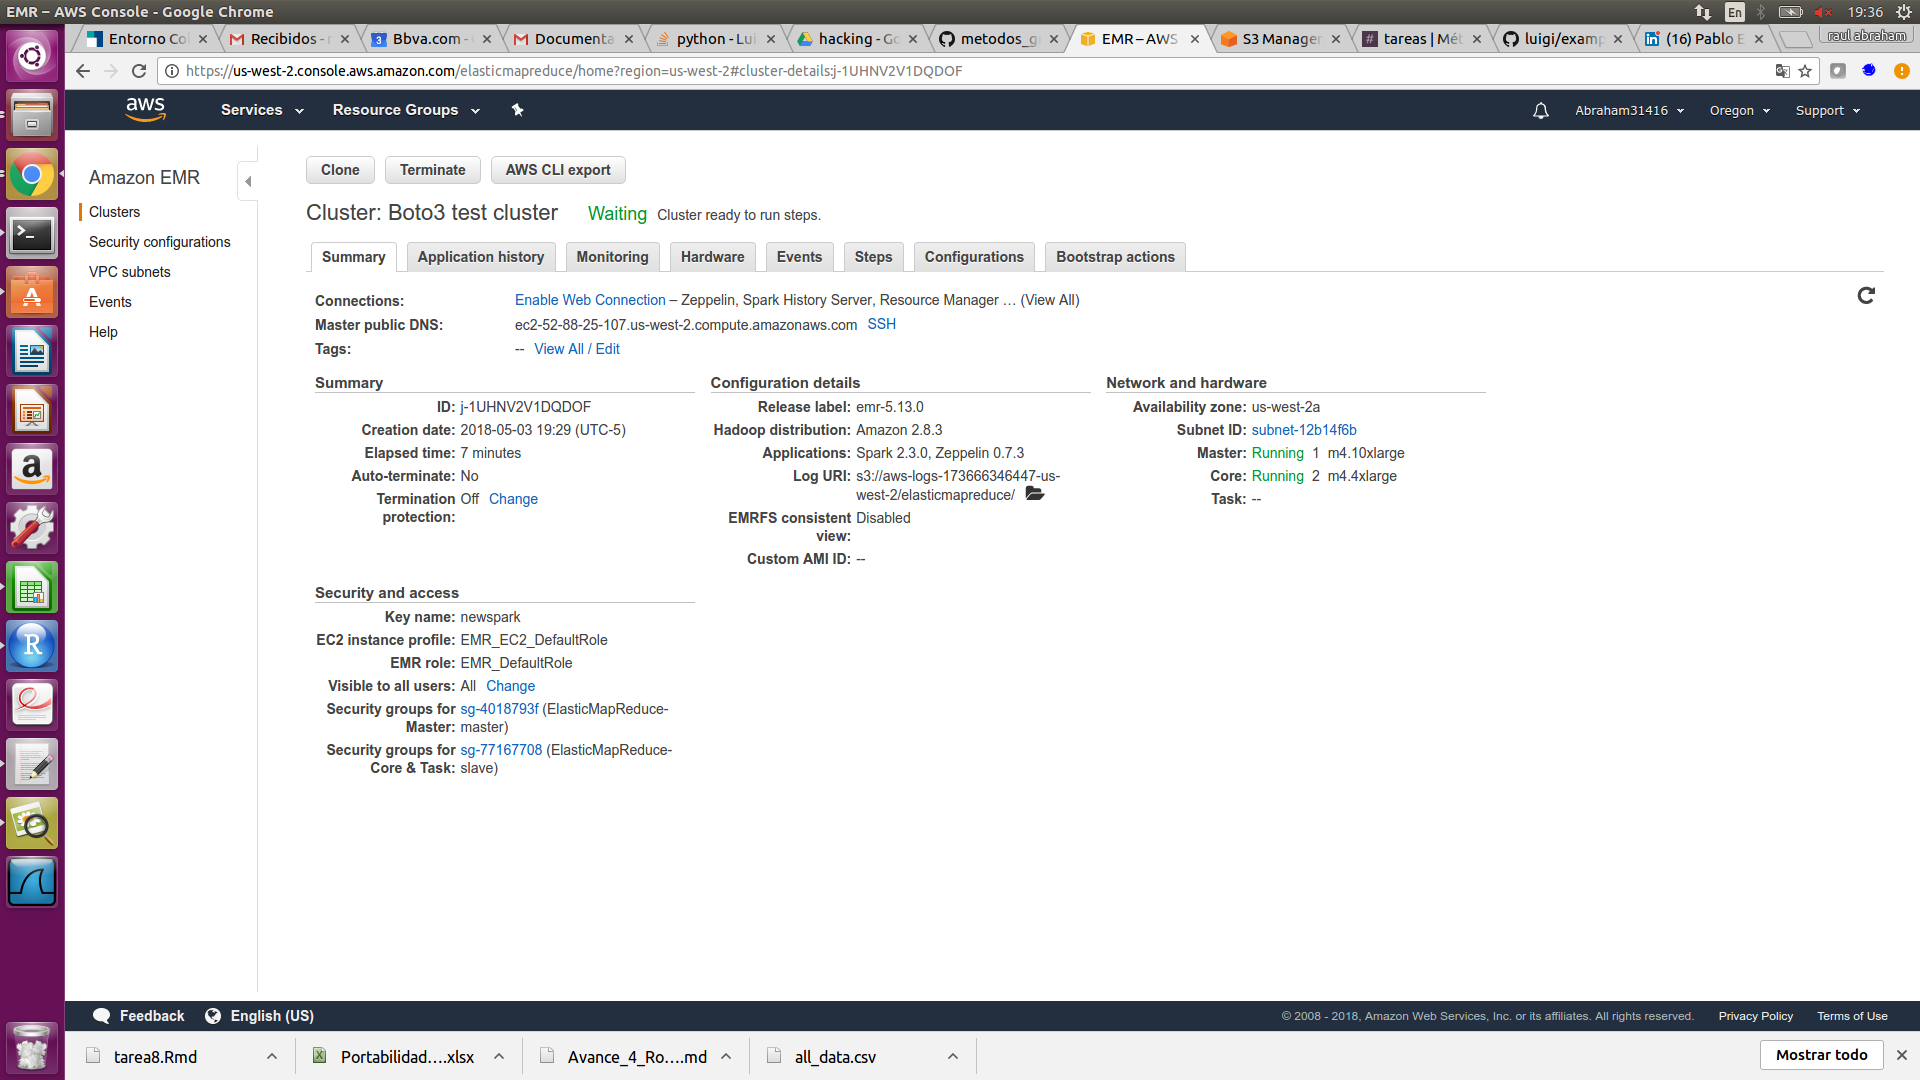 EMR – AWS Console - Google Chrome
En
19:36
Entorno Col
Recibidos - r
Bbva.com -
Documenta
python - Lui
hacking - Go
metodos_gr
EMR – AWS
S3 Manager
tareas | Mét
luigi/examp
(16) Pablo E
raul abraham
https://us-west-2.console.aws.amazon.com/elasticmapreduce/home?region=us-west-2#cluster-details:j-1UHNV2V1DQDOF
aws
Services
Resource Groups
Abraham31416
Oregon
Support
Amazon EMR
Clusters
Security configurations
VPC subnets
Events
Help
Clone
Terminate
AWS CLI export
Cluster: Boto3 test cluster
Waiting
Cluster ready to run steps.
Summary
Application history
Monitoring
Hardware
Events
Steps
Configurations
Bootstrap actions
Connections: Enable Web Connection – Zeppelin, Spark History Server, Resource Manager … (View All)
Master public DNS: ec2-52-88-25-107.us-west-2.compute.amazonaws.com SSH
Tags: -- View All / Edit
Summary
ID: j-1UHNV2V1DQDOF
Creation date: 2018-05-03 19:29 (UTC-5)
Elapsed time: 7 minutes
Auto-terminate: No
Termination Off Change
protection:
Configuration details
Release label: emr-5.13.0
Hadoop distribution: Amazon 2.8.3
Applications: Spark 2.3.0, Zeppelin 0.7.3
Log URI: s3://aws-logs-173666346447-us-
west-2/elasticmapreduce/
EMRFS consistent Disabled
view:
Custom AMI ID: --
Network and hardware
Availability zone: us-west-2a
Subnet ID: subnet-12b14f6b
Master: Running 1 m4.10xlarge
Core: Running 2 m4.4xlarge
Task: --
Security and access
Key name: newspark
EC2 instance profile: EMR_EC2_DefaultRole
EMR role: EMR_DefaultRole
Visible to all users: All Change
Security groups for sg-4018793f (ElasticMapReduce-
Master: master)
Security groups for sg-77167708 (ElasticMapReduce-
Core & Task: slave)
Feedback
English (US)
© 2008 - 2018, Amazon Web Services, Inc. or its affiliates. All rights reserved.
Privacy Policy
Terms of Use
tarea8.Rmd
Portabilidad....xlsx
Avance_4_Ro....md
all_data.csv
Mostrar todo